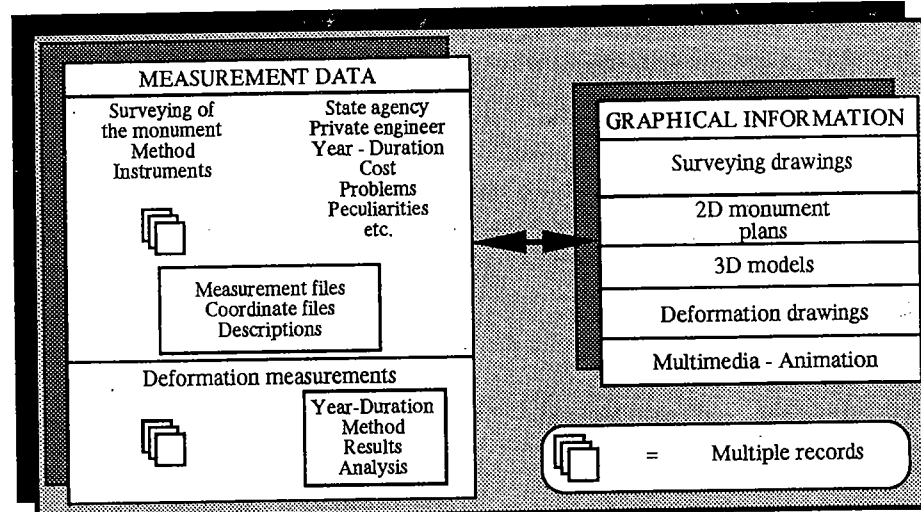 MEASUREMENT DATA
Surveying of
the monument
Method
Instruments
State agency
Private engineer
Year - Duration
Cost
Problems
Peculiarities
etc.
Measurement files
Coordinate files
Descriptions
Deformation measurements
Year-Duration
Method
Results
Analysis
GRAPHICAL INFORMATION
Surveying drawings
2D monument
plans
3D models
Deformation drawings
Multimedia - Animation
= Multiple records